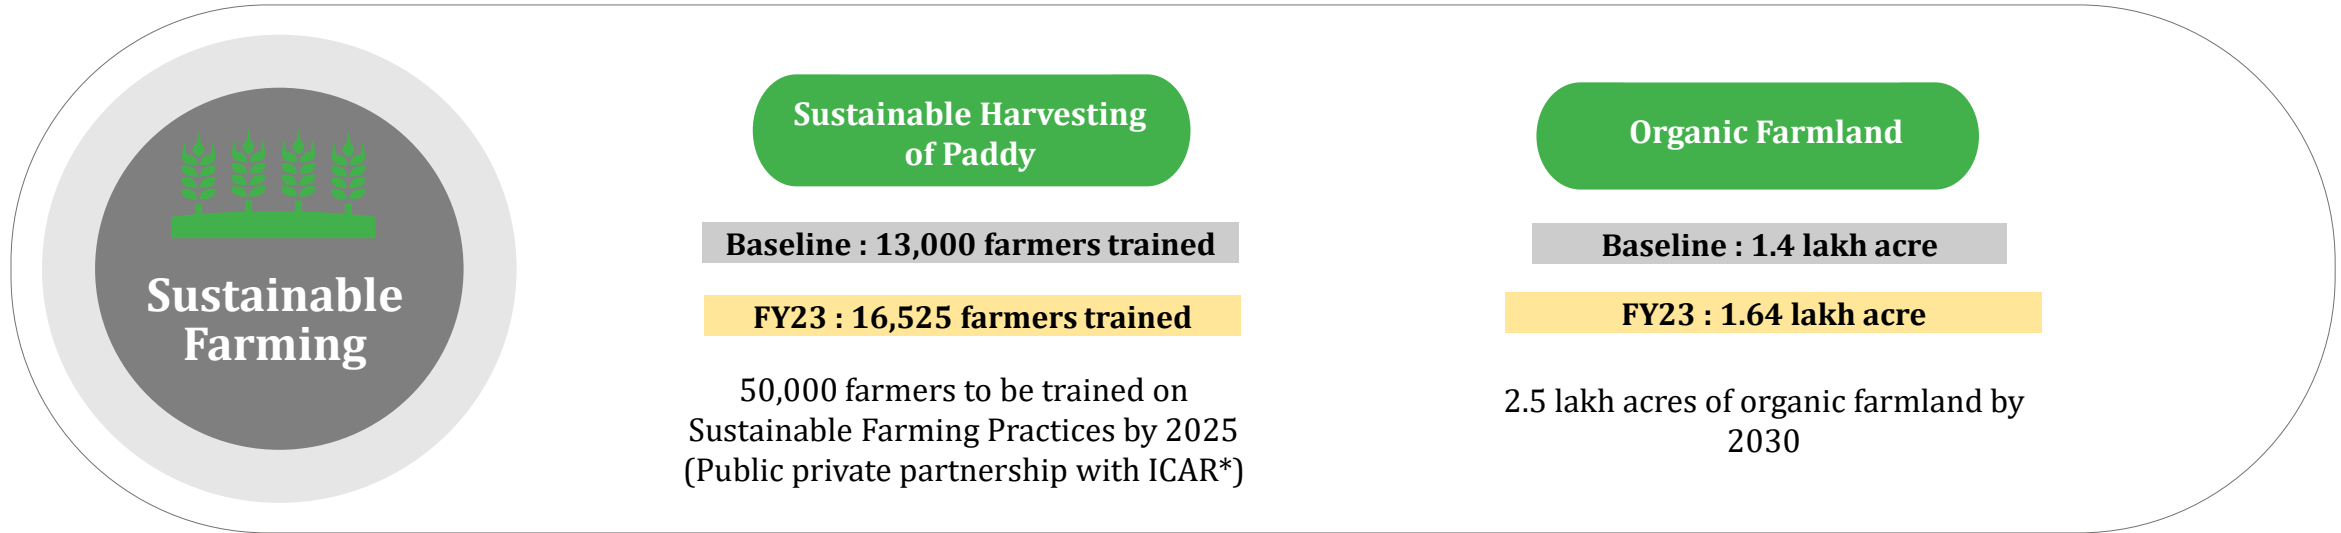 Sustainable
Farming
Sustainable Harvesting
of Paddy
Baseline : 13,000 farmers trained
FY23 : 16,525 farmers trained
50,000 farmers to be trained on
Sustainable Farming Practices by 2025
(Public private partnership with ICAR*)
Organic Farmland
Baseline : 1.4 lakh acre
FY23 : 1.64 lakh acre
2.5 lakh acres of organic farmland by
2030